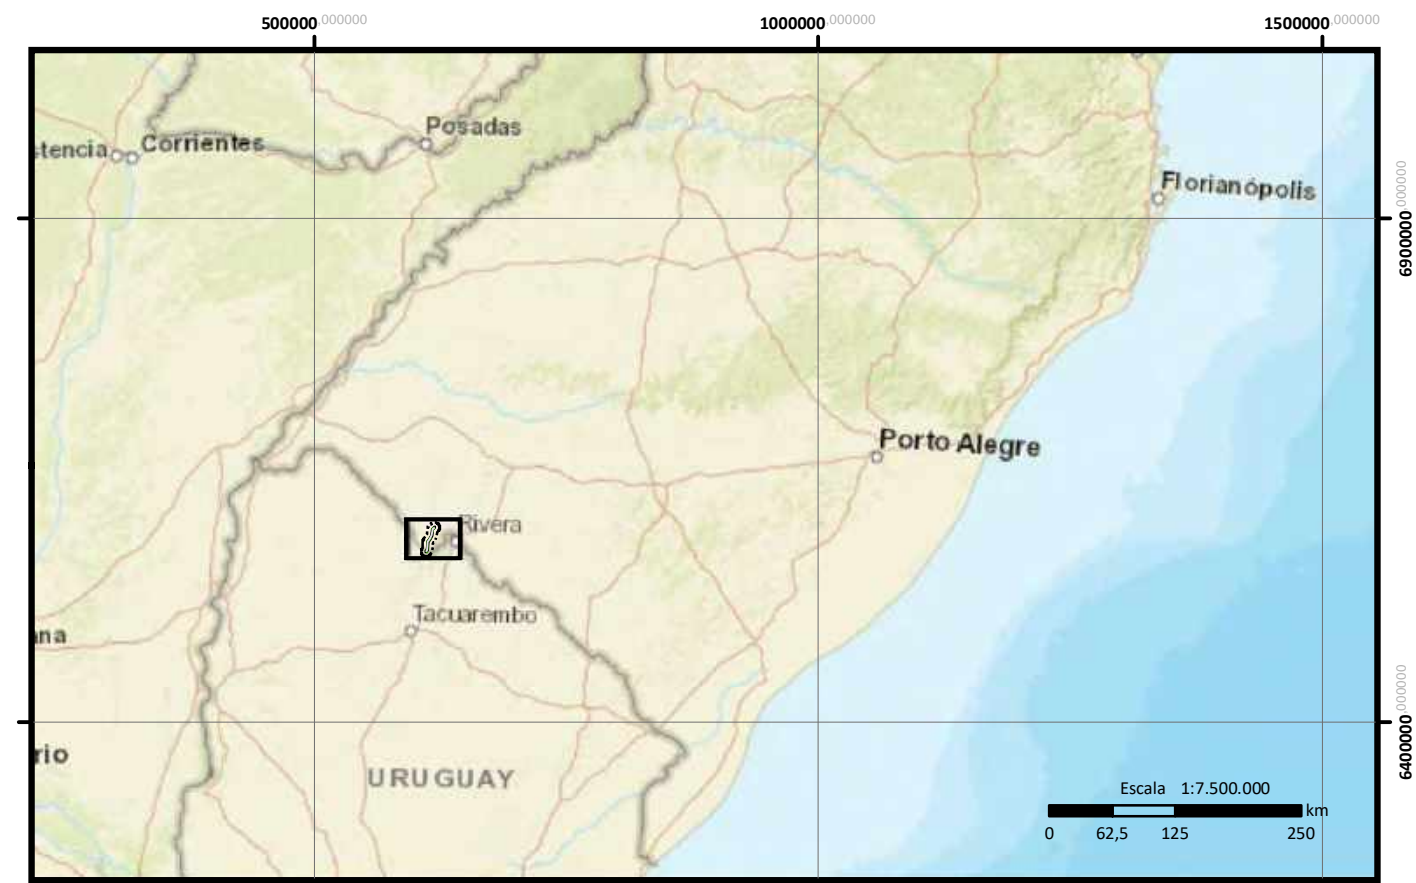 500000,000000 1000000,000000 1500000,000000
Posadas
stencia Corrientes
Florianópolis
6900000,000000
Porto Alegre
Rivera
Tacuarembo
ana
6400000,000000
rio
URUGUAY
Escala 1:7.500.000
km
0 62,5 125 250